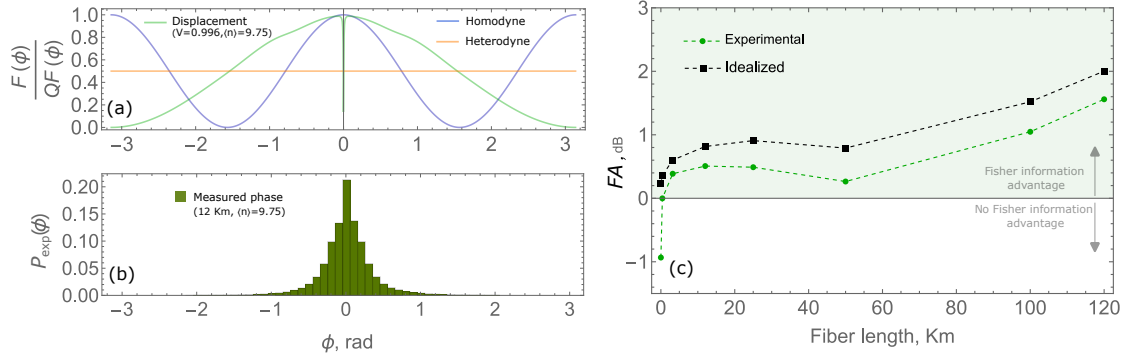 F(ϕ)
QF(ϕ)
1.0
0.8
0.6
0.4
0.2
0.0
Displacement
(V=0.996,⟨n⟩=9.75)
Homodyne
Heterodyne
(a)
−3 −2 −1 0 1 2 3
P_exp(ϕ)
0.20
0.15
0.10
0.05
0.00
Measured phase
(12 Km, ⟨n⟩=9.75)
(b)
−3 −2 −1 0 1 2 3
ϕ, rad
FA, dB
3
2
1
0
−1
Experimental
Idealized
Fisher information
advantage
No Fisher information
advantage
(c)
0 20 40 60 80 100 120
Fiber length, Km